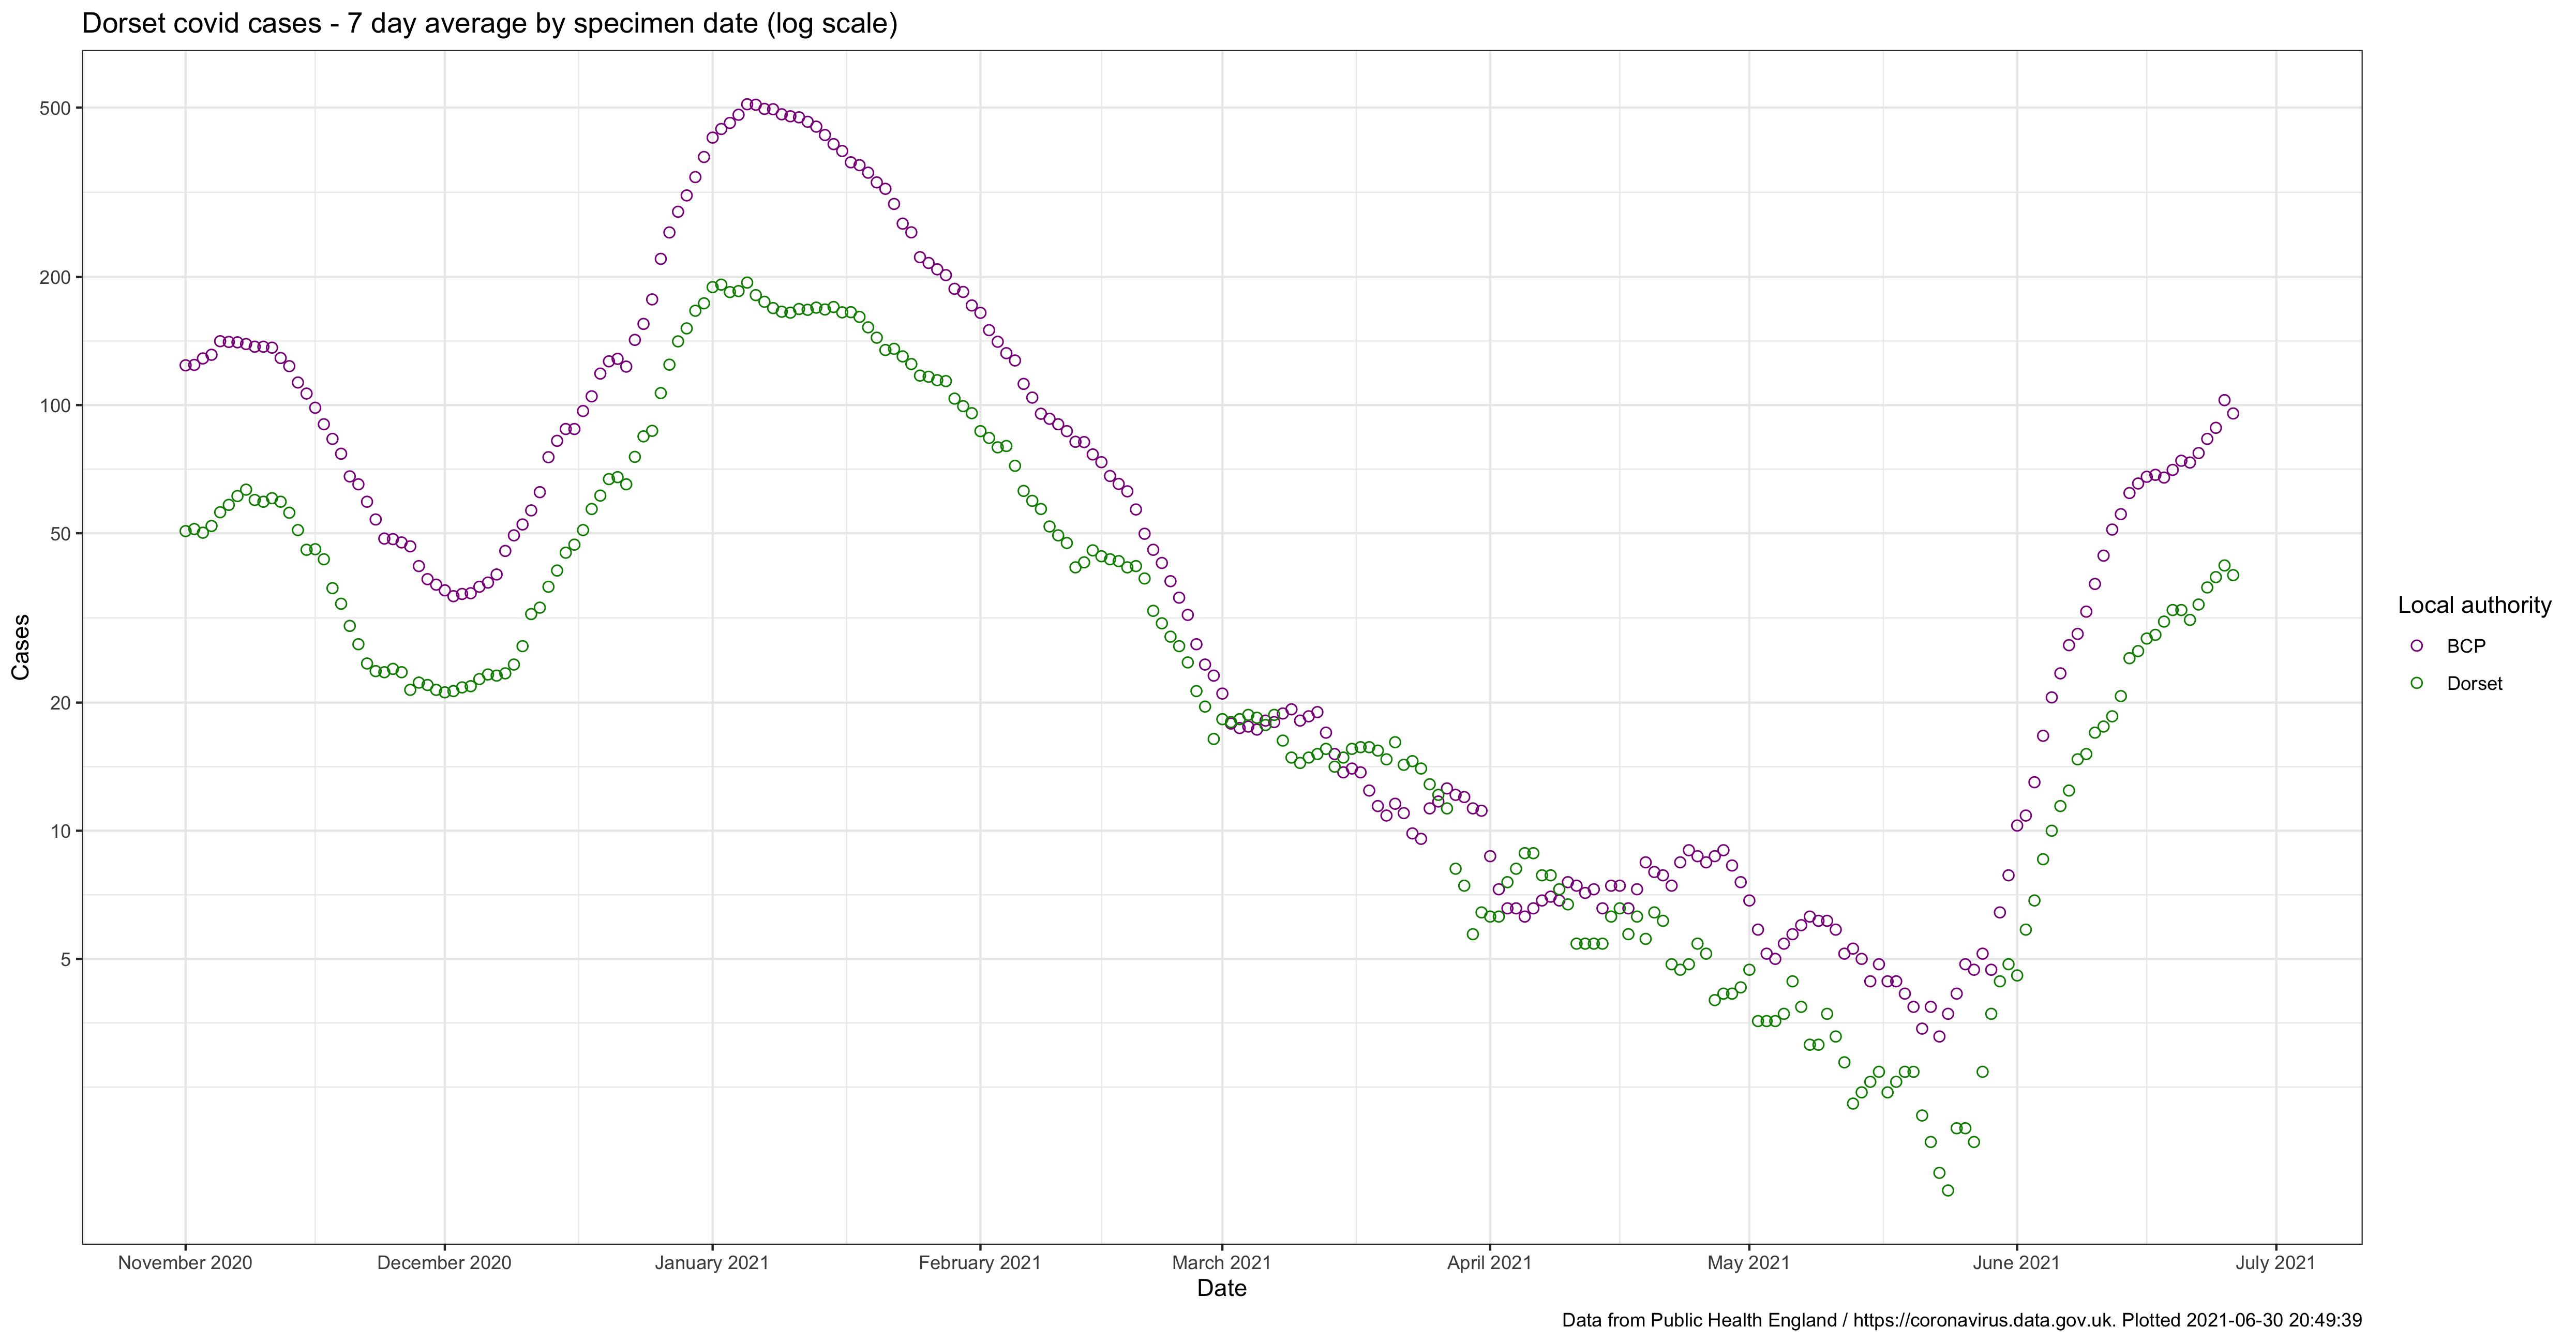 Dorset covid cases - 7 day average by specimen date (log scale)
500
200
100
50
20
10
5
Cases
November 2020
December 2020
January 2021
February 2021
March 2021
April 2021
May 2021
June 2021
July 2021
Date
Local authority
BCP
Dorset
Data from Public Health England / https://coronavirus.data.gov.uk. Plotted 2021-06-30 20:49:39